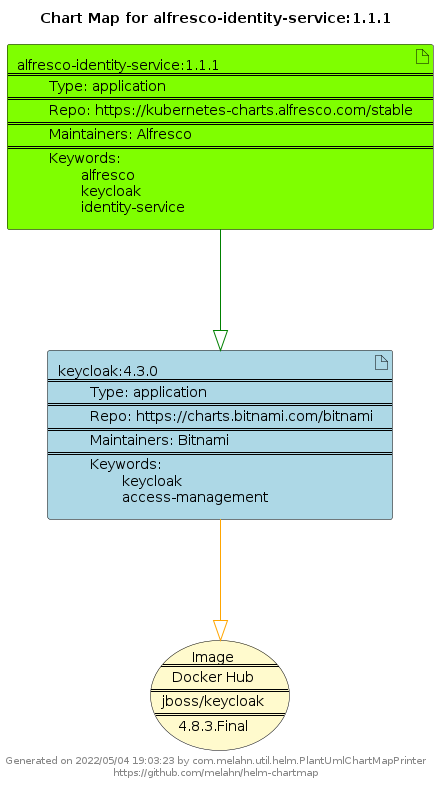 Chart Map for alfresco-identity-service:1.1.1
alfresco-identity-service:1.1.1
Type: application
Repo: https://kubernetes-charts.alfresco.com/stable
Maintainers: Alfresco
Keywords:
alfresco
keycloak
identity-service
keycloak:4.3.0
Type: application
Repo: https://charts.bitnami.com/bitnami
Maintainers: Bitnami
Keywords:
keycloak
access-management
Image
Docker Hub
jboss/keycloak
4.8.3.Final
Generated on 2022/05/04 19:03:23 by com.melahn.util.helm.PlantUmlChartMapPrinter
https://github.com/melahn/helm-chartmap